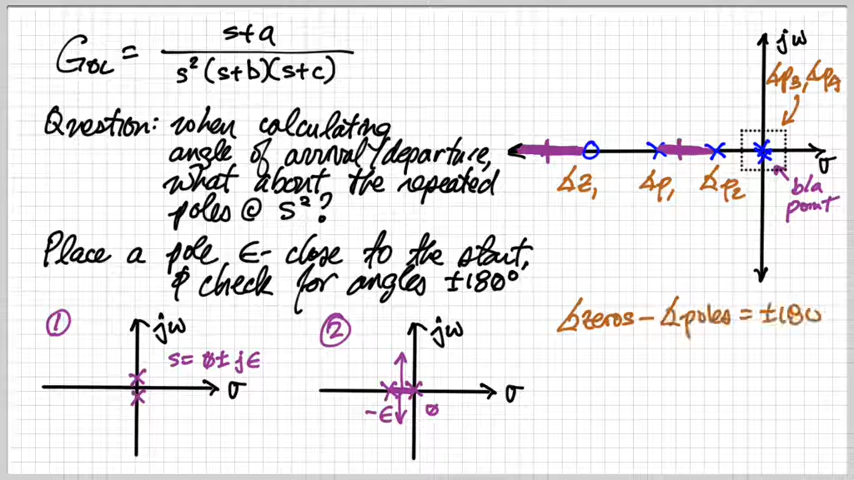 G_OL = s+a
s²(s+b)(s+c)
Question: when calculating
angle of arrival/departure,
what about the repeated
poles @ s²?
Place a pole ϵ- close to the start,
& check for angles ±180°
① jω
s= 0±jϵ
σ
② jω
σ
-ϵ 0
jω
∡p₃, ∡p₄
σ
∡z₁ ∡p₁ ∡p₂
b/a
point
∡zeros - ∡poles = ±180